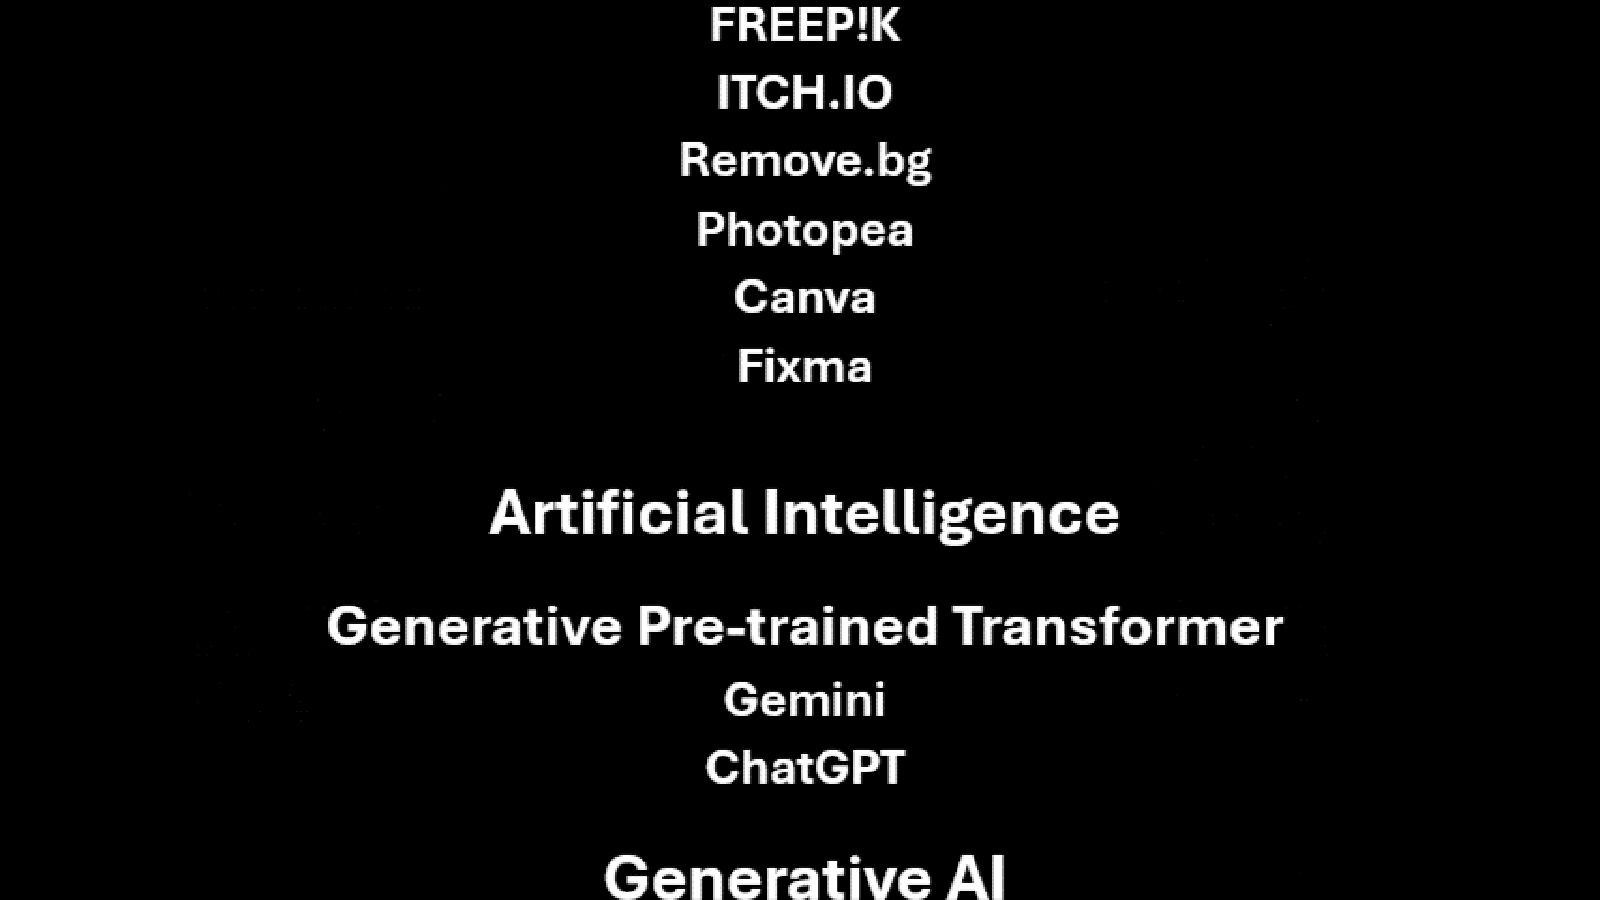 FREEP!K
ITCH.IO
Remove.bg
Photopea
Canva
Fixma
Artificial Intelligence
Generative Pre-trained Transformer
Gemini
ChatGPT
Generative AI